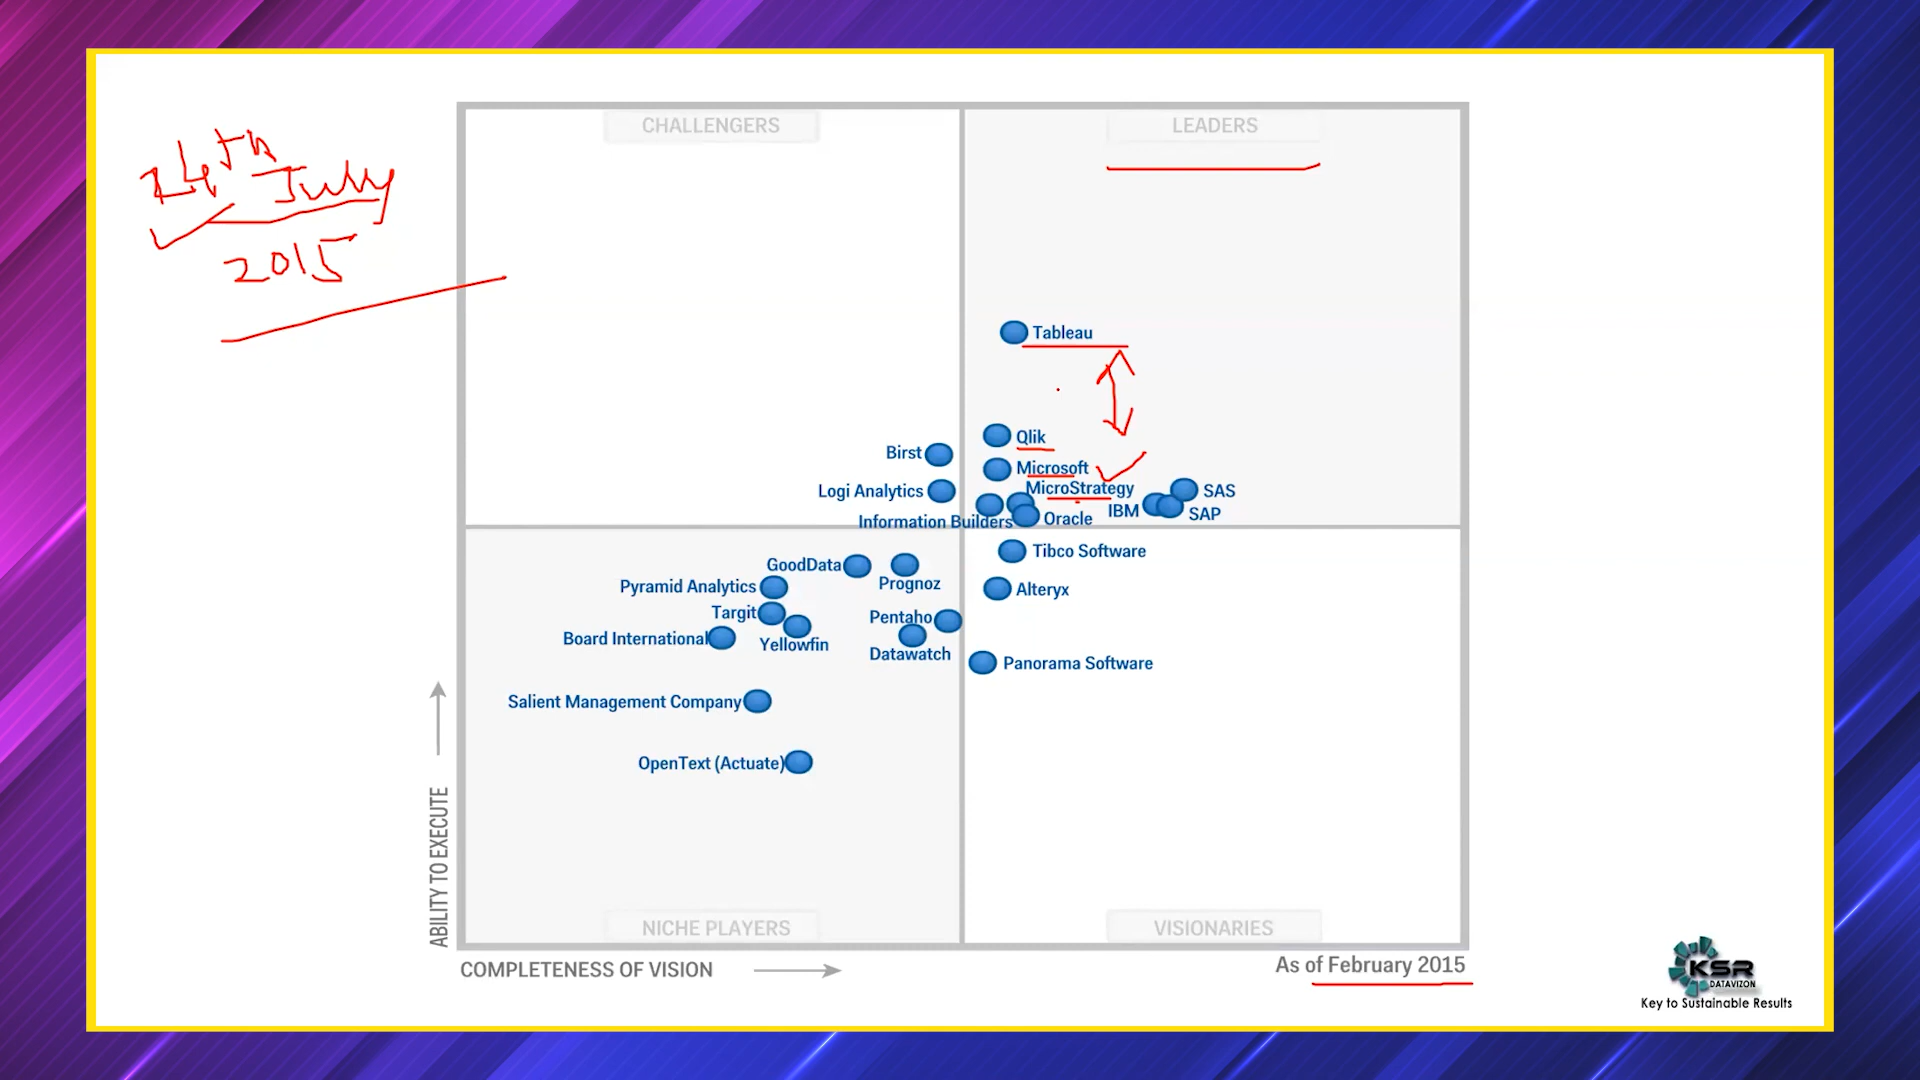 CHALLENGERS
LEADERS
24th July
2015
Tableau
Qlik
Birst
Microsoft
Logi Analytics
MicroStrategy
SAS
IBM
SAP
Information Builders
Oracle
Tibco Software
GoodData
Prognoz
Pyramid Analytics
Alteryx
Targit
Pentaho
Board International
Yellowfin
Datawatch
Panorama Software
Salient Management Company
OpenText (Actuate)
ABILITY TO EXECUTE
NICHE PLAYERS
VISIONARIES
COMPLETENESS OF VISION
As of February 2015
KSR
DATAVIZON
Key to Sustainable Results